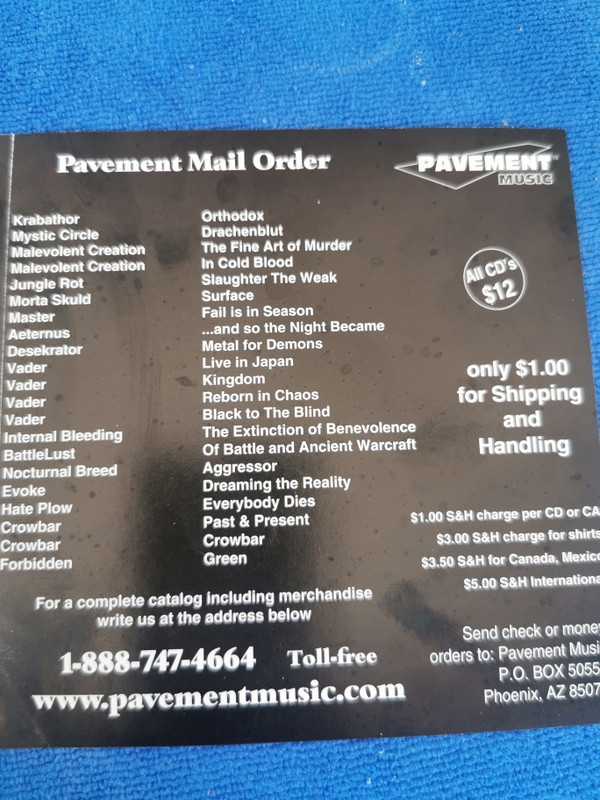 Pavement Mail Order
PAVEMENT™
MUSIC
Krabathor Orthodox
Mystic Circle Drachenblut
Malevolent Creation The Fine Art of Murder
Malevolent Creation In Cold Blood
Jungle Rot Slaughter The Weak
Morta Skuld Surface
Master Fail is in Season
Aeternus ...and so the Night Became
Desekrator Metal for Demons
Vader Live in Japan
Vader Kingdom
Vader Reborn in Chaos
Vader Black to The Blind
Internal Bleeding The Extinction of Benevolence
BattleLust Of Battle and Ancient Warcraft
Nocturnal Breed Aggressor
Evoke Dreaming the Reality
Hate Plow Everybody Dies
Crowbar Past & Present
Crowbar Crowbar
Forbidden Green
All CD's
$12
only $1.00
for Shipping
and
Handling
$1.00 S&H charge per CD or CA
$3.00 S&H charge for shirts
$3.50 S&H for Canada, Mexico
$5.00 S&H Internationa
For a complete catalog including merchandise
write us at the address below
1-888-747-4664 Toll-free
www.pavementmusic.com
Send check or money
orders to: Pavement Musi
P.O. BOX 5055
Phoenix, AZ 8507